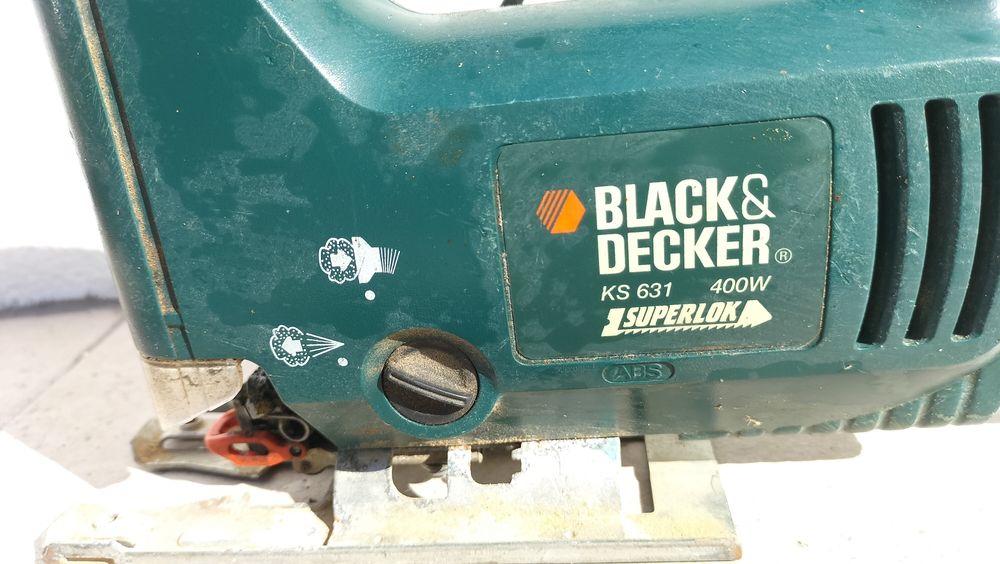 BLACK&
DECKER®
KS 631 400W
SUPERLOK
ABS